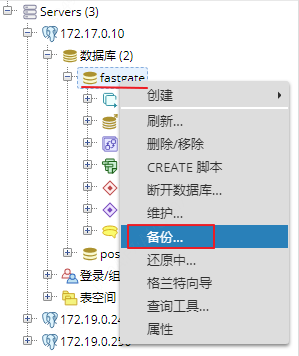 Servers (3)
172.17.0.10
数据库 (2)
fastgate
创建
刷新...
删除/移除
CREATE 脚本
断开数据库...
维护...
备份...
还原中...
格兰特向导
查询工具...
属性
pos
登录/组
表空间
172.19.0.24
172.19.0.250